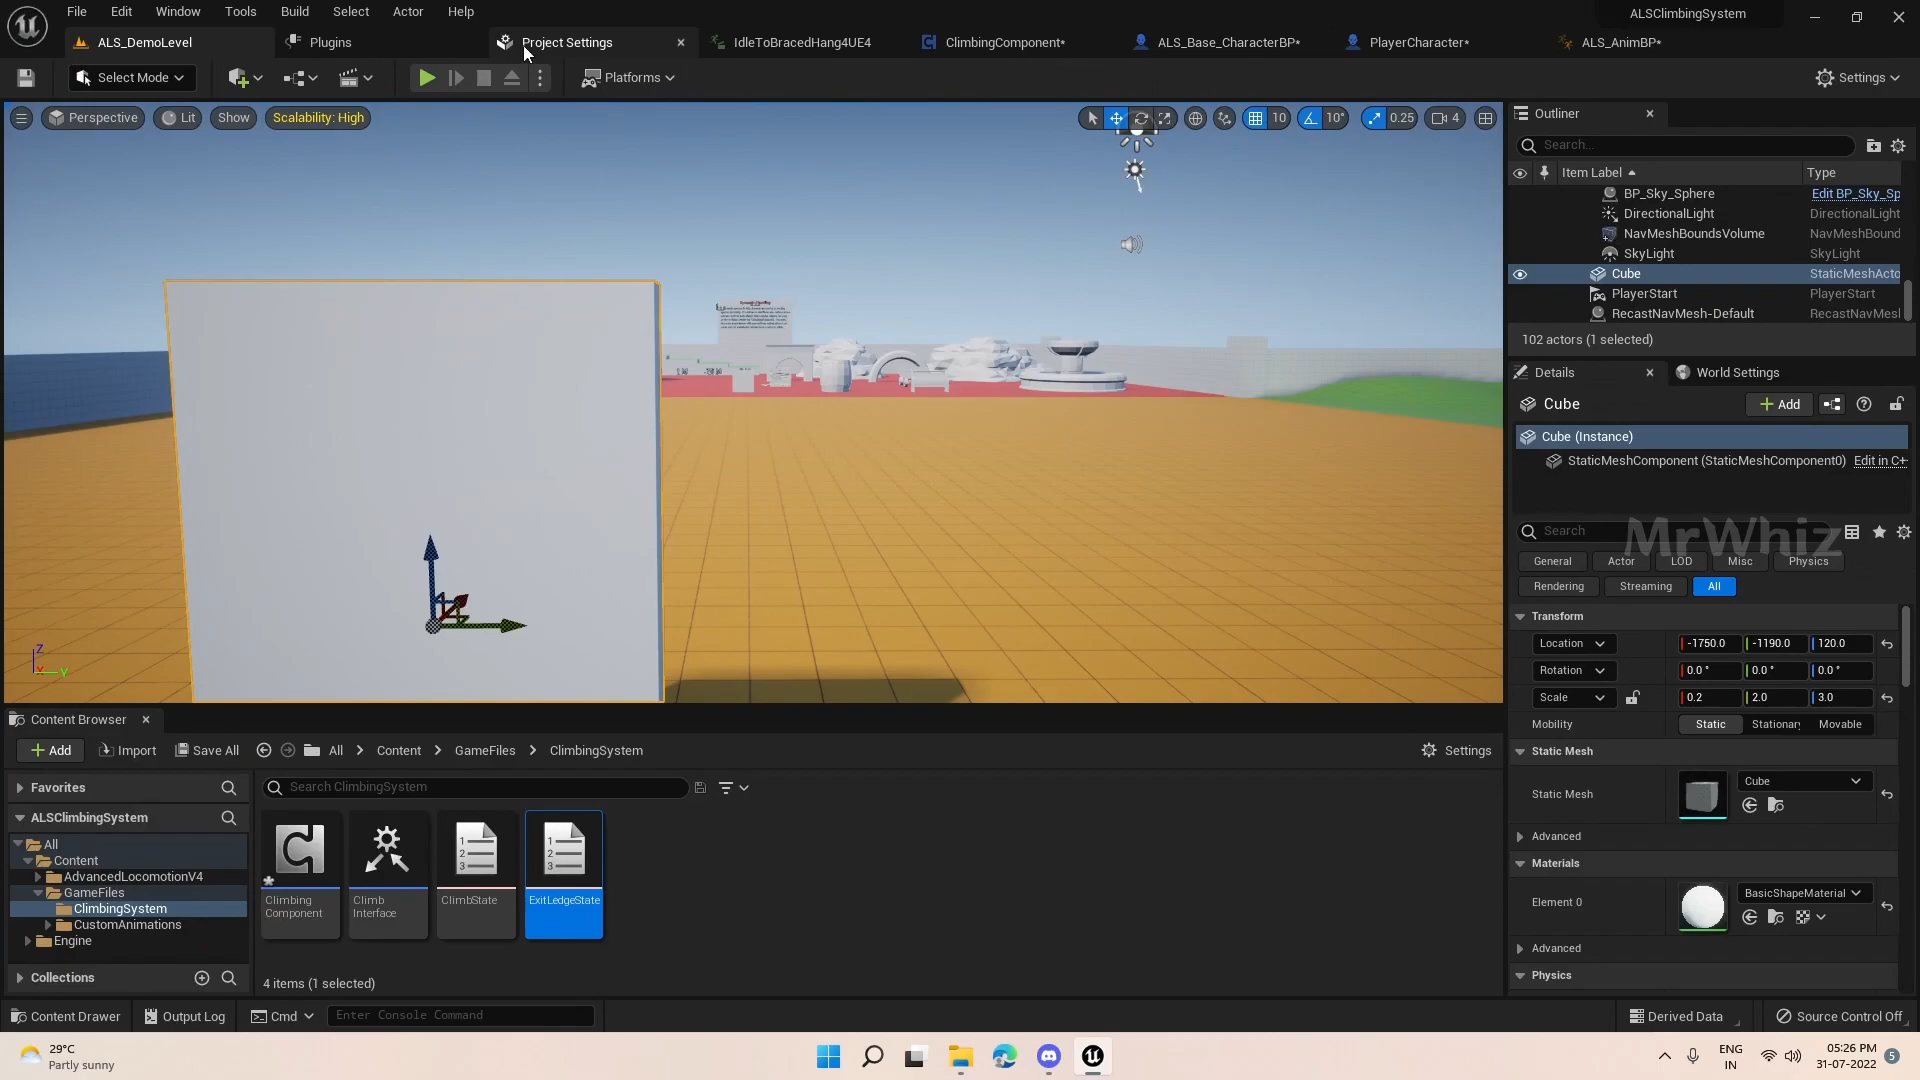 File Edit Window Tools Build Select Actor Help
ALSClimbingSystem
ALS_DemoLevel
Plugins
Project Settings
IdleToBracedHang4UE4
ClimbingComponent*
ALS_Base_CharacterBP*
PlayerCharacter*
ALS_AnimBP*
Select Mode
Platforms
Settings
Perspective
Lit
Show
Scalability: High
10
10°
0.25
4
Outliner
Search...
Item Label
Type
BP_Sky_Sphere Edit BP_Sky_Sp
DirectionalLight DirectionalLight
NavMeshBoundsVolume NavMeshBound
SkyLight SkyLight
Cube StaticMeshActo
PlayerStart PlayerStart
RecastNavMesh-Default RecastNavMesl
102 actors (1 selected)
Details
World Settings
Cube
Add
Cube (Instance)
StaticMeshComponent (StaticMeshComponent0) Edit in C+
Search
MrWhiz
General Actor LOD Misc Physics
Rendering Streaming All
Transform
Location -1750.0 -1190.0 120.0
Rotation 0.0° 0.0° 0.0°
Scale 0.2 2.0 3.0
Mobility Static Stationary Movable
Static Mesh
Static Mesh Cube
Advanced
Materials
Element 0 BasicShapeMaterial
Advanced
Physics
Z
X
Y
Content Browser
Add Import Save All All Content GameFiles ClimbingSystem Settings
Favorites
Search ClimbingSystem
ALSClimbingSystem
All
Content
AdvancedLocomotionV4
GameFiles
ClimbingSystem
CustomAnimations
Engine
Collections
Climbing
Component
Climb
Interface
ClimbState
ExitLedgeState
4 items (1 selected)
Content Drawer Output Log Cmd Enter Console Command Derived Data Source Control Off
29°C
Partly sunny
ENG
IN
05:26 PM
31-07-2022
5